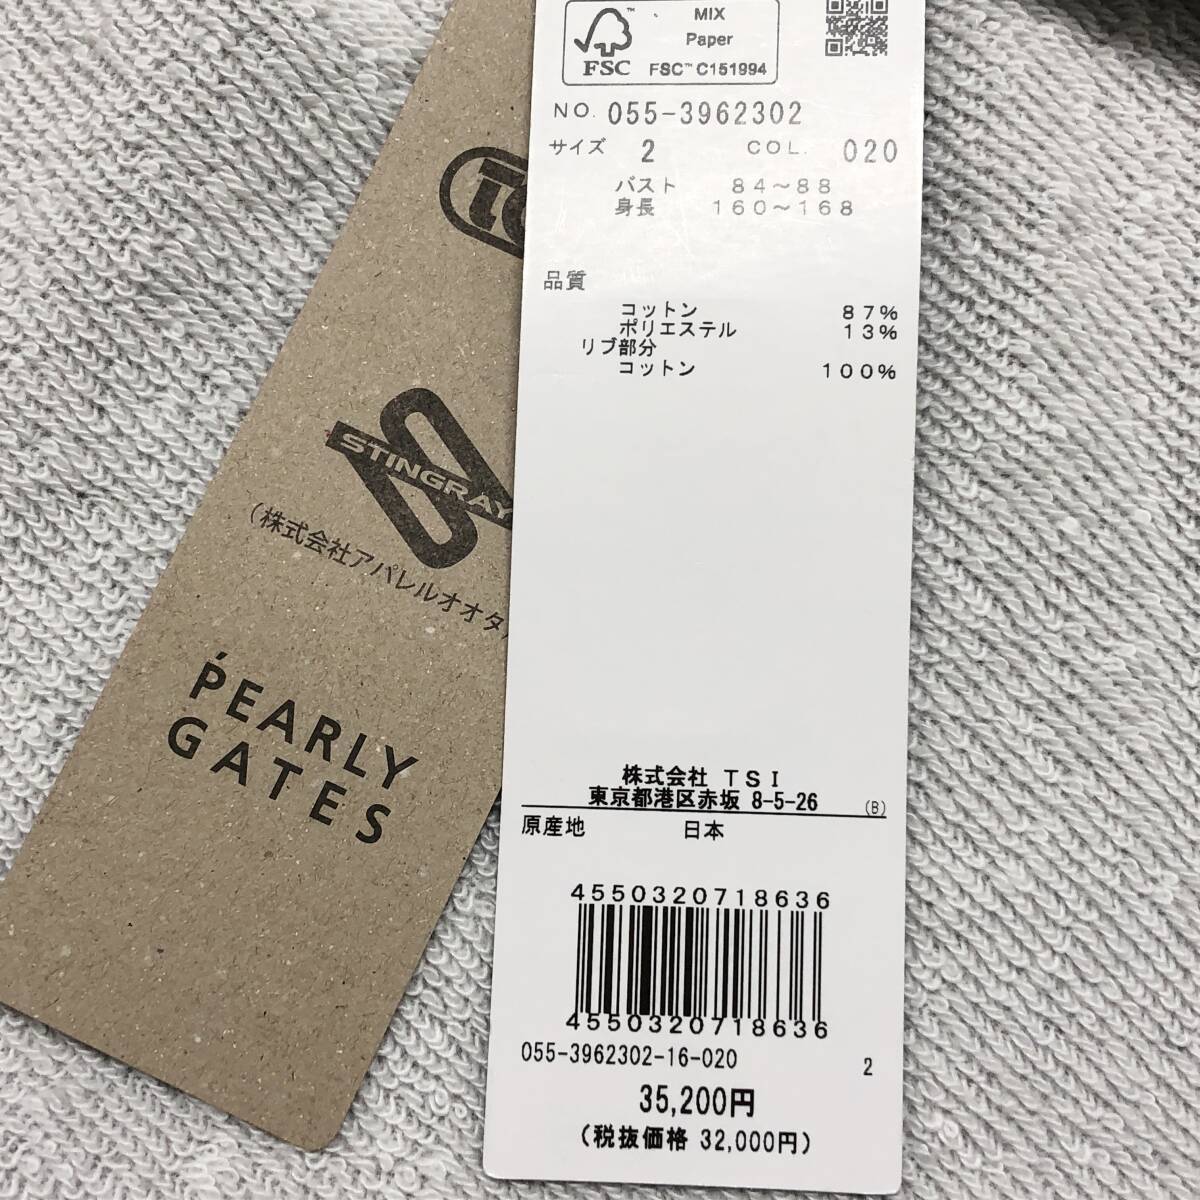 MIX
Paper
FSC™ C151994
FSC
NO. 055-3962302
サイズ 2 COL. 020
バスト 84～88
身長 160～168
品質
コットン 87%
ポリエステル 13%
リブ部分
コットン 100%
株式会社 TSI
東京都港区赤坂 8-5-26 (B)
原産地 日本
4550320718636
4550320718636
055-3962302-16-020 2
35,200円
(税抜価格 32,000円)
STINGRAY
(株式会社アパレルオオタ)
PEARLY
GATES